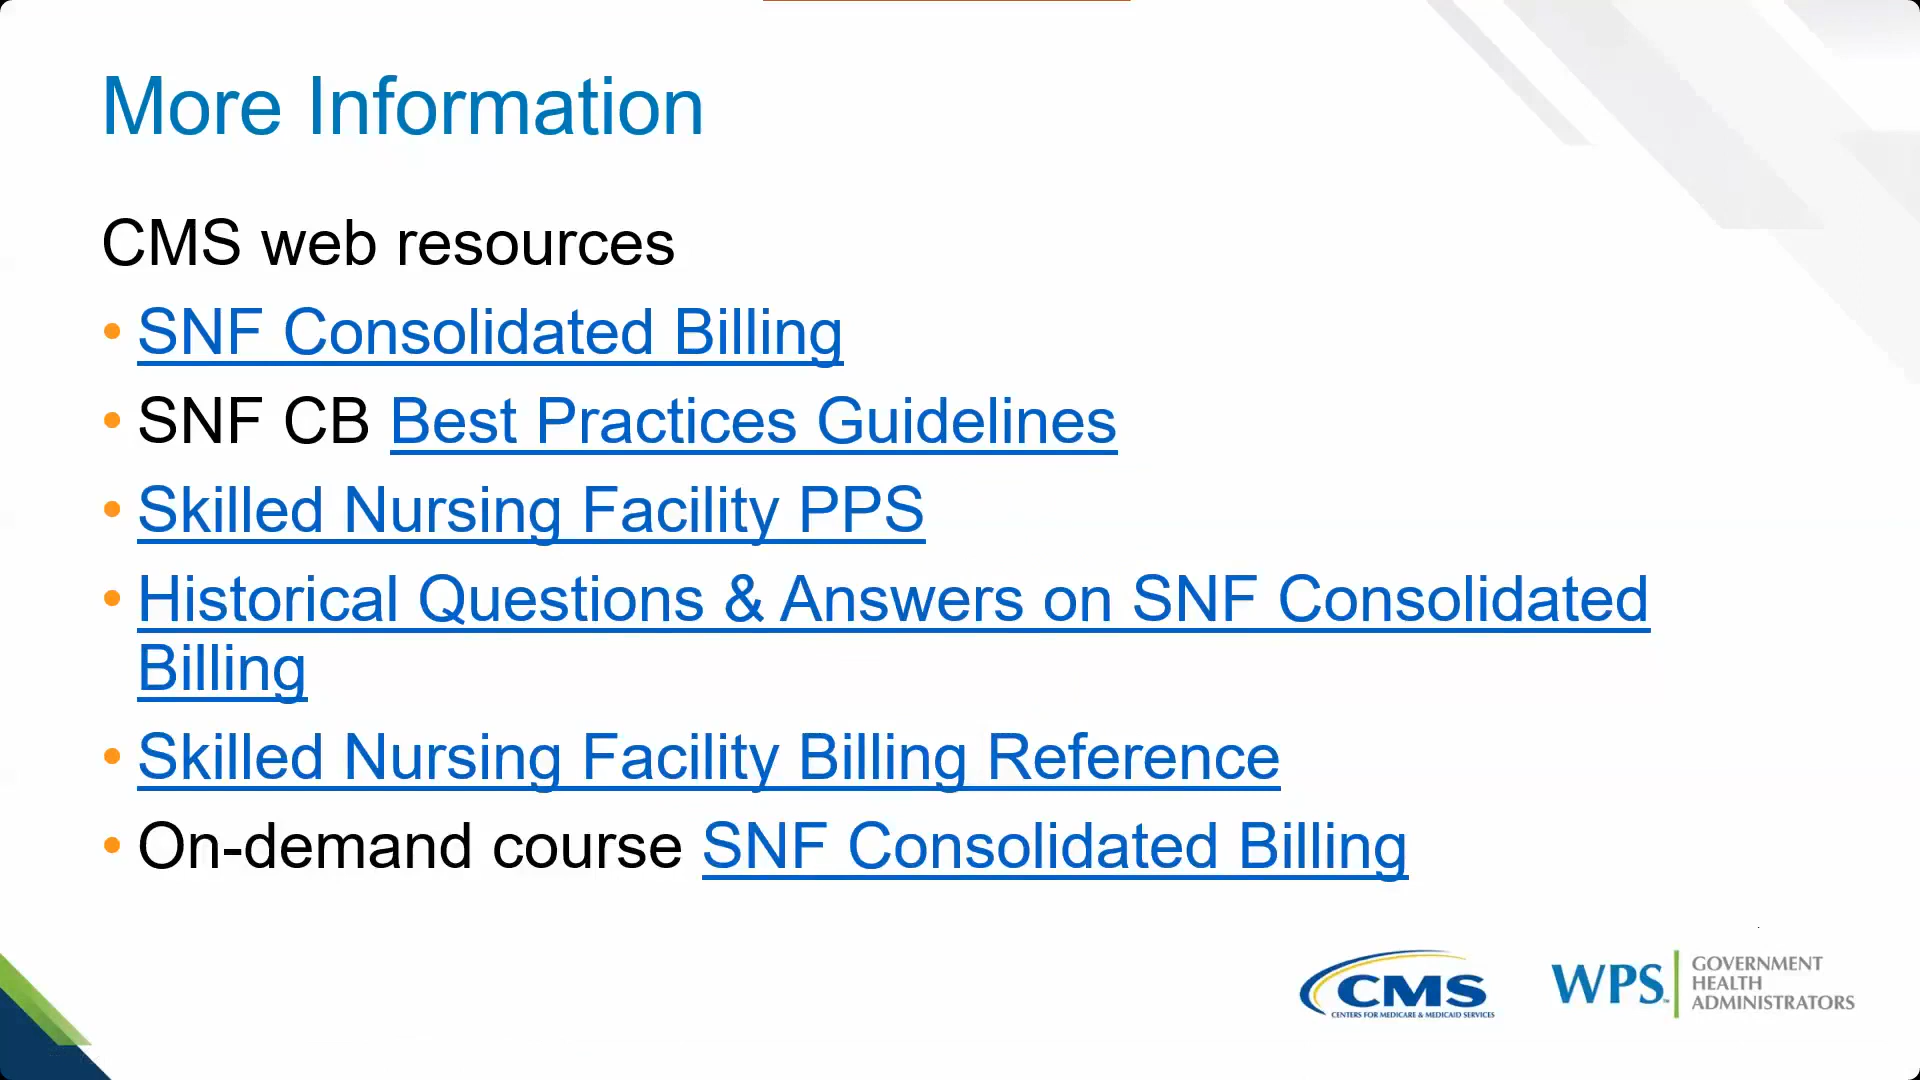 More Information
CMS web resources
• SNF Consolidated Billing
• SNF CB Best Practices Guidelines
• Skilled Nursing Facility PPS
• Historical Questions & Answers on SNF Consolidated
Billing
• Skilled Nursing Facility Billing Reference
• On-demand course SNF Consolidated Billing
CMS
CENTERS FOR MEDICARE & MEDICAID SERVICES
WPS
GOVERNMENT
HEALTH
ADMINISTRATORS